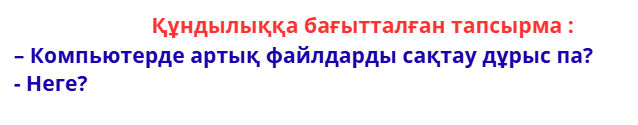 Құндылыққа бағытталған тапсырма :
– Компьютерде артық файлдарды сақтау дұрыс па?
- Неге?